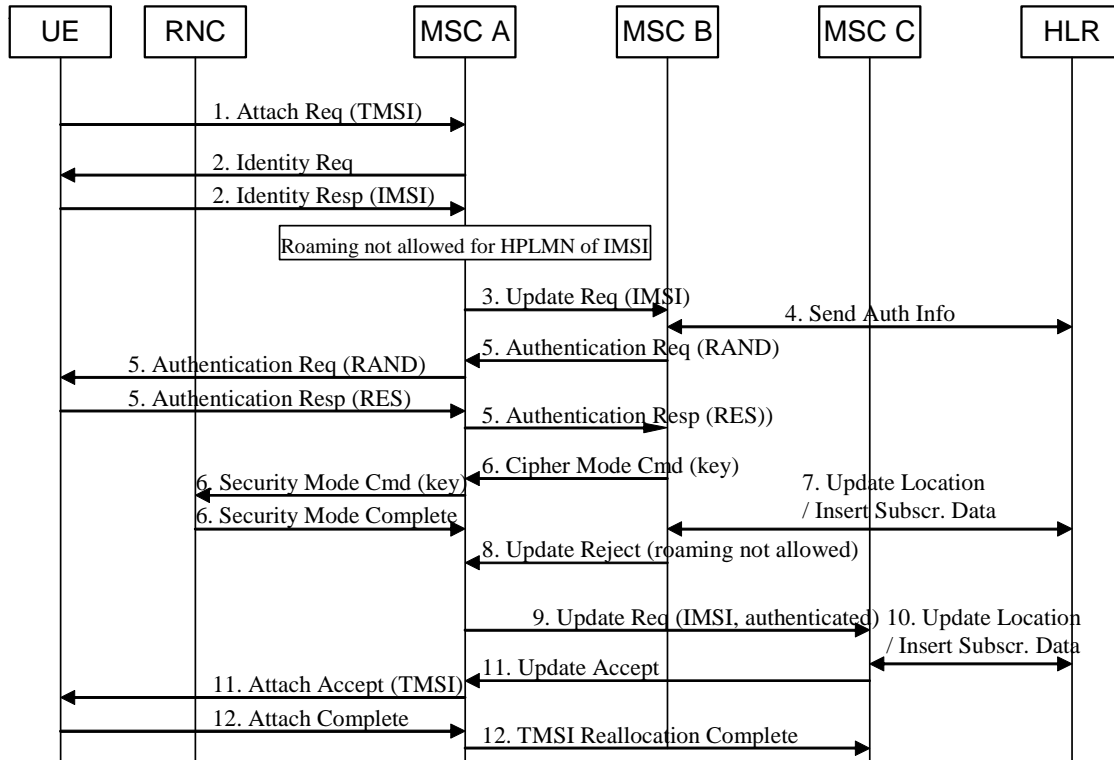 UE RNC MSC A MSC B MSC C HLR
1. Attach Req (TMSI)
2. Identity Req
2. Identity Resp (IMSI)
Roaming not allowed for HPLMN of IMSI
3. Update Req (IMSI)
4. Send Auth Info
5. Authentication Req (RAND)
5. Authentication Req (RAND)
5. Authentication Resp (RES)
5. Authentication Resp (RES))
6. Cipher Mode Cmd (key)
6. Security Mode Cmd (key)
7. Update Location
/ Insert Subscr. Data
6. Security Mode Complete
8. Update Reject (roaming not allowed)
9. Update Req (IMSI, authenticated)
10. Update Location
/ Insert Subscr. Data
11. Update Accept
11. Attach Accept (TMSI)
12. Attach Complete
12. TMSI Reallocation Complete